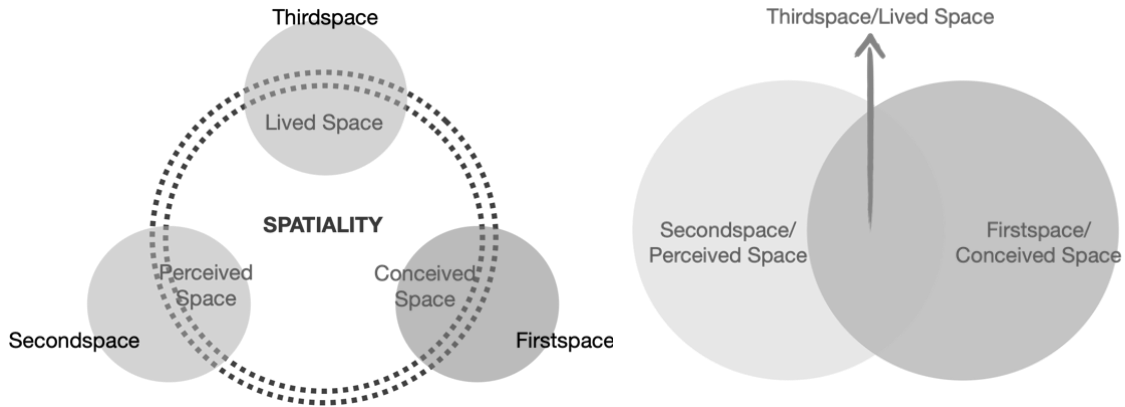 Thirdspace
Lived Space
SPATIALITY
Perceived
Space
Conceived
Space
Secondspace
Firstspace
Thirdspace/Lived Space
Secondspace/
Perceived Space
Firstspace/
Conceived Space